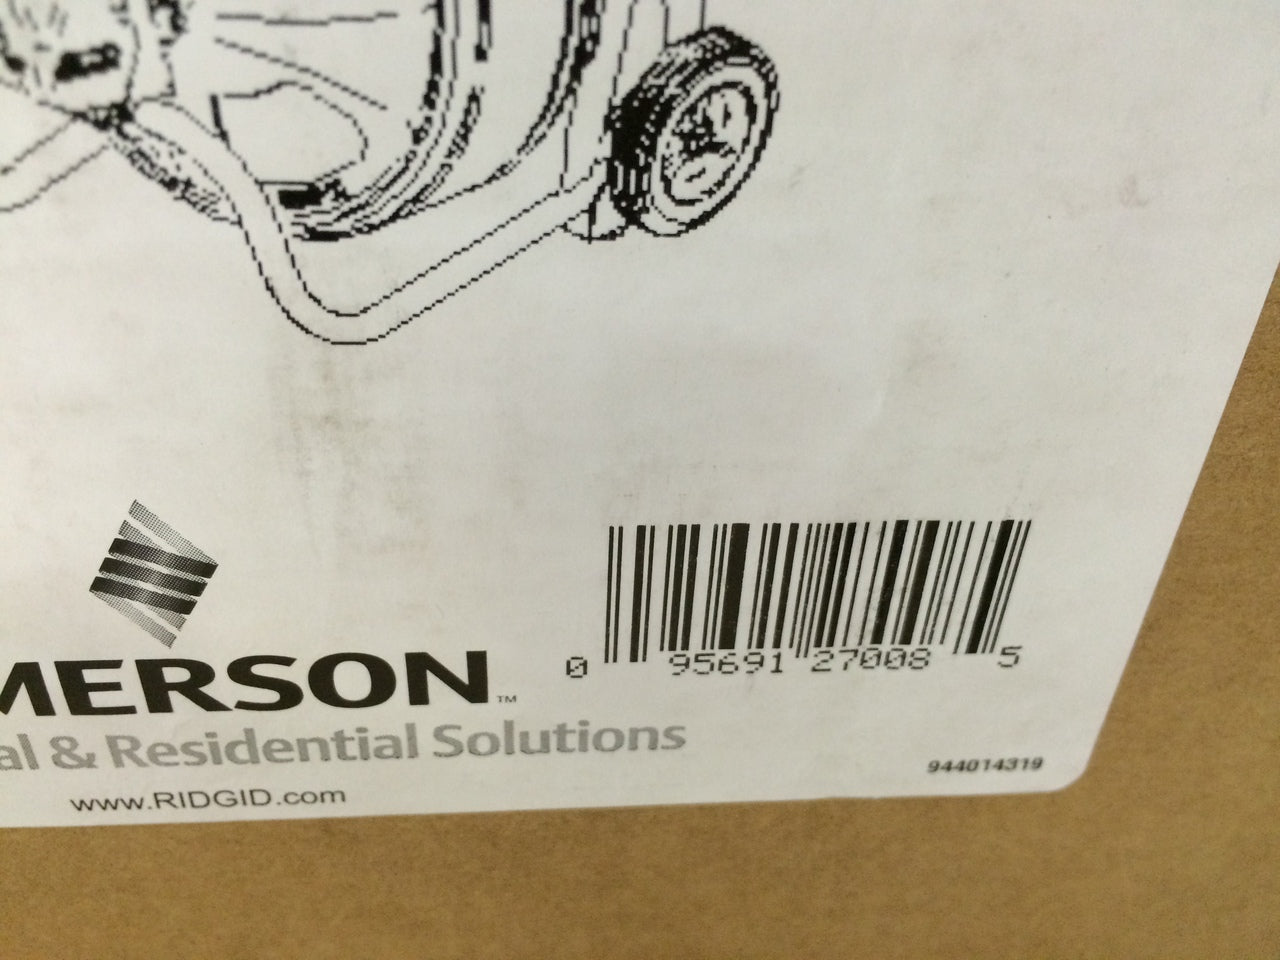 MERSON™
al & Residential Solutions
www.RIDGID.com
0 95691 27008 5
944014319